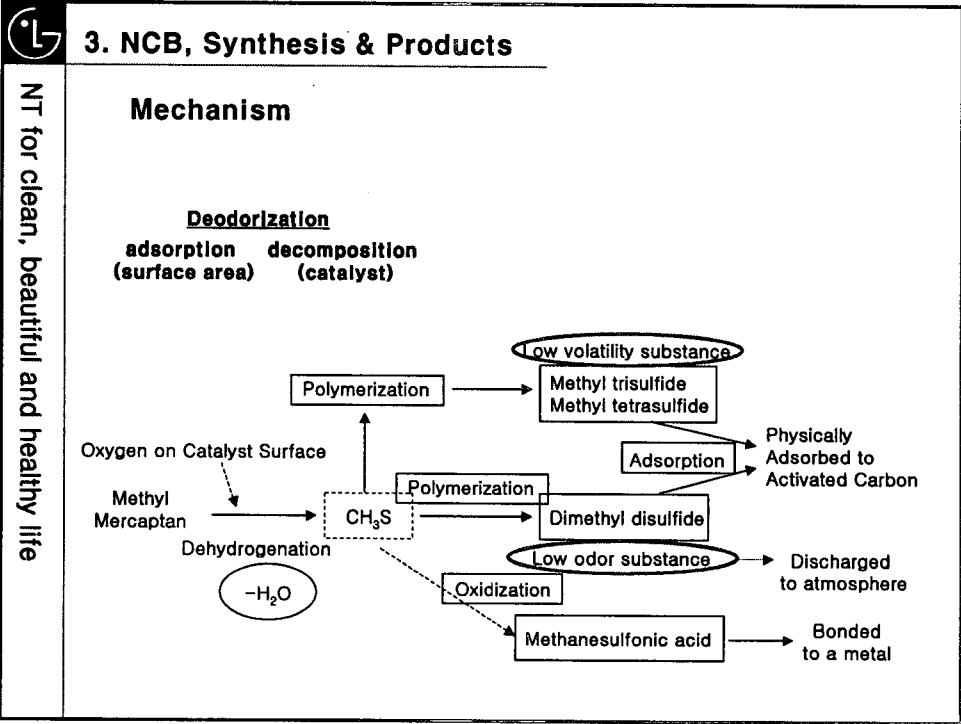 3. NCB, Synthesis & Products
NT for clean, beautiful and healthy life
Mechanism
Deodorization
adsorption decomposition
(surface area) (catalyst)
Low volatility substance
Polymerization
Methyl trisulfide
Methyl tetrasulfide
Physically
Adsorbed to
Activated Carbon
Oxygen on Catalyst Surface
Adsorption
Methyl
Mercaptan
CH₃S
Polymerization
Dimethyl disulfide
Dehydrogenation
Low odor substance
Discharged
to atmosphere
−H₂O
Oxidization
Methanesulfonic acid
Bonded
to a metal